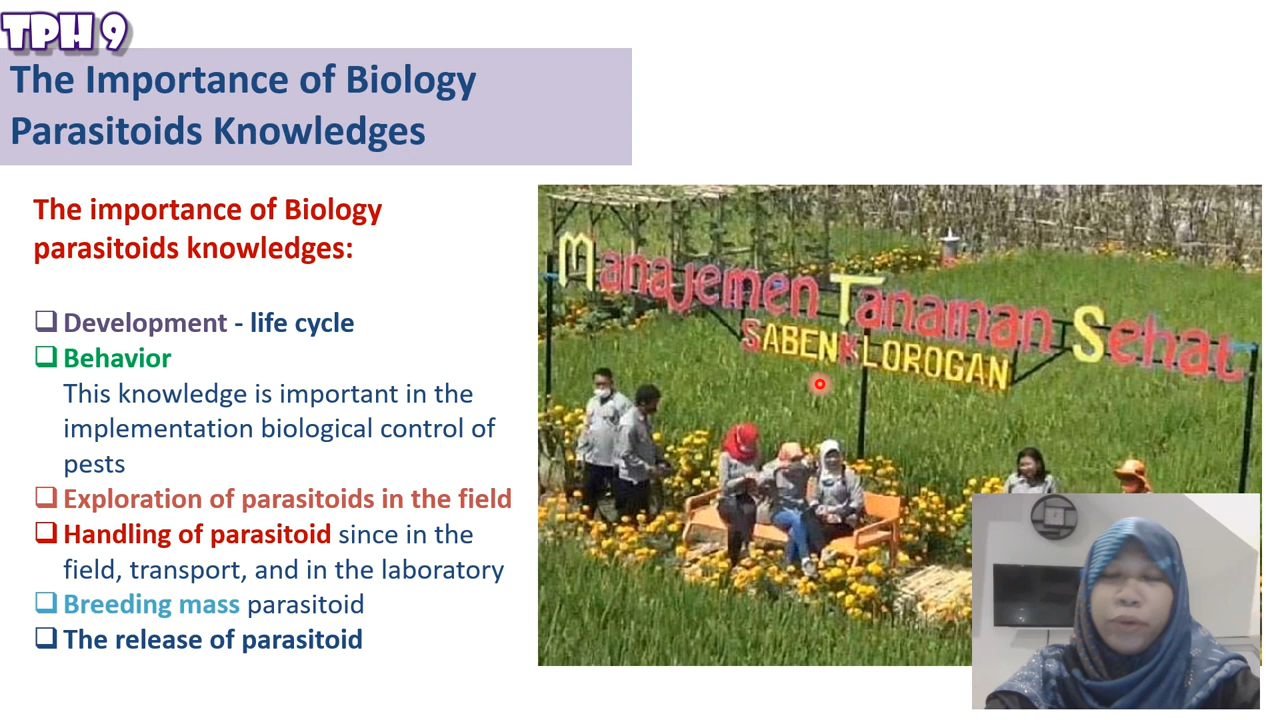 TPH 9
The Importance of Biology
Parasitoids Knowledges
The importance of Biology
parasitoids knowledges:
Development - life cycle
Behavior
This knowledge is important in the
implementation biological control of
pests
Exploration of parasitoids in the field
Handling of parasitoid since in the
field, transport, and in the laboratory
Breeding mass parasitoid
The release of parasitoid
Manajemen Tanaman Sehat
SABENK LOROGAN